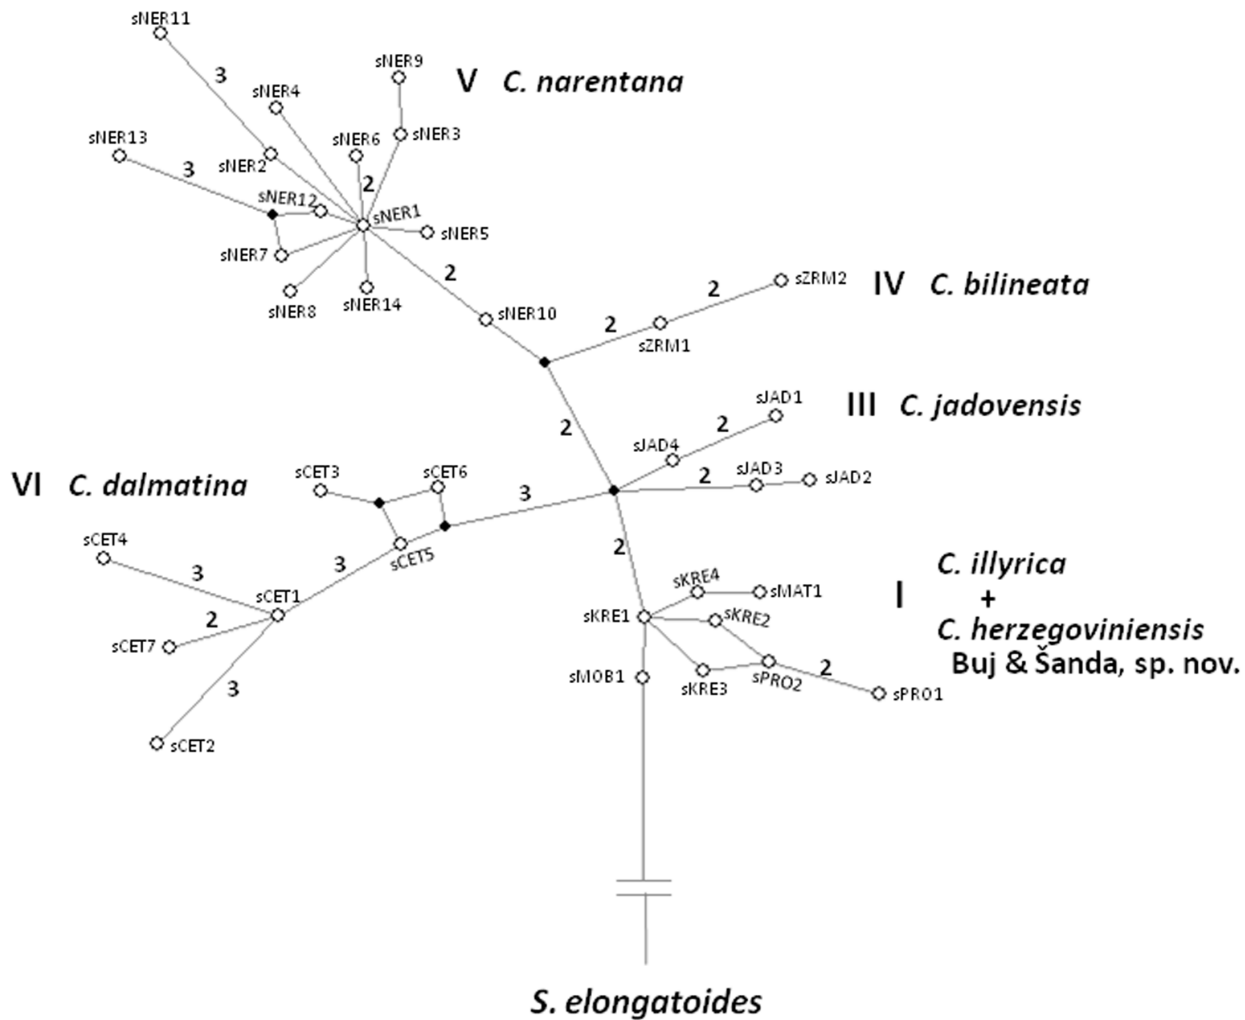 sNER11
3
sNER4
sNER9
V C. narentana
sNER13
3
sNER2
sNER6
sNER3
2
sNER12
sNER1
sNER5
sNER7
sNER8
sNER14
2
sNER10
2
sZRM1
2
sZRM2
IV C. bilineata
2
sJAD1
III C. jadovensis
2
sJAD4
2
sJAD3
sJAD2
VI C. dalmatina
sCET3
sCET6
3
sCET5
sCET4
3
3
sCET1
2
sCET7
3
sCET2
2
sKRE4
sMAT1
sKRE1
sKRE2
sMOB1
sKRE3
sPRO2
2
sPRO1
I
C. illyrica
+
C. herzegoviniensis
Buj & Šanda, sp. nov.
S. elongatoides